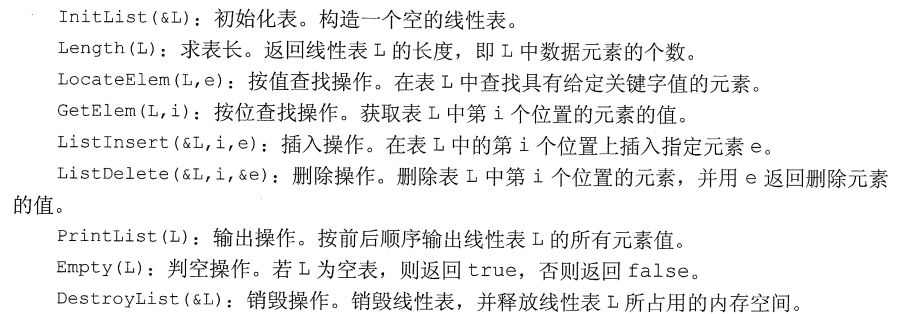 InitList(&L)：初始化表。构造一个空的线性表。
Length(L)：求表长。返回线性表 L 的长度，即 L 中数据元素的个数。
LocateElem(L,e)：按值查找操作。在表 L 中查找具有给定关键字值的元素。
GetElem(L,i)：按位查找操作。获取表 L 中第 i 个位置的元素的值。
ListInsert(&L,i,e)：插入操作。在表 L 中的第 i 个位置上插入指定元素 e。
ListDelete(&L,i,&e)：删除操作。删除表 L 中第 i 个位置的元素，并用 e 返回删除元素
的值。
PrintList(L)：输出操作。按前后顺序输出线性表 L 的所有元素值。
Empty(L)：判空操作。若 L 为空表，则返回 true，否则返回 false。
DestroyList(&L)：销毁操作。销毁线性表，并释放线性表 L 所占用的内存空间。